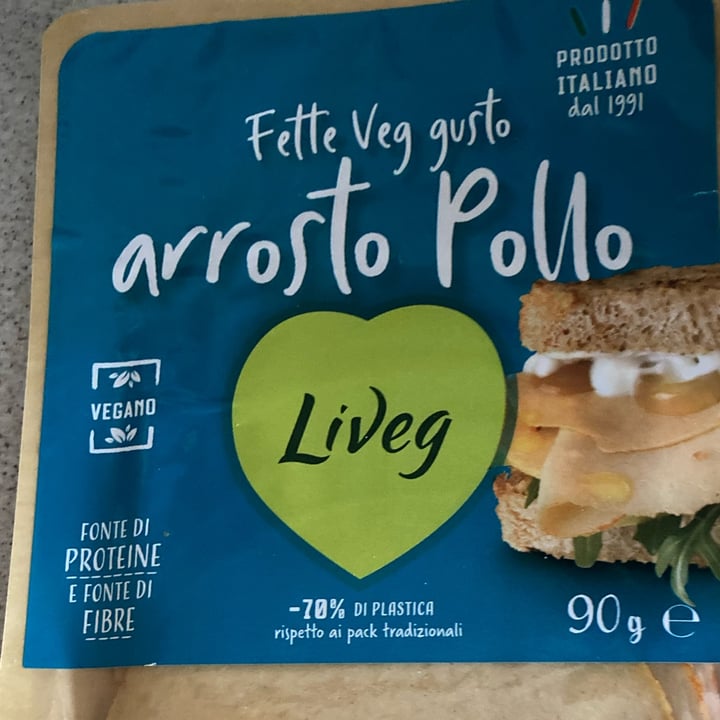 PRODOTTO
ITALIANO
dal 1991
Fette Veg gusto
arrosto Pollo
Liveg
VEGANO
FONTE DI
PROTEINE
E FONTE DI
FIBRE
-70% DI PLASTICA
rispetto ai pack tradizionali
90g e